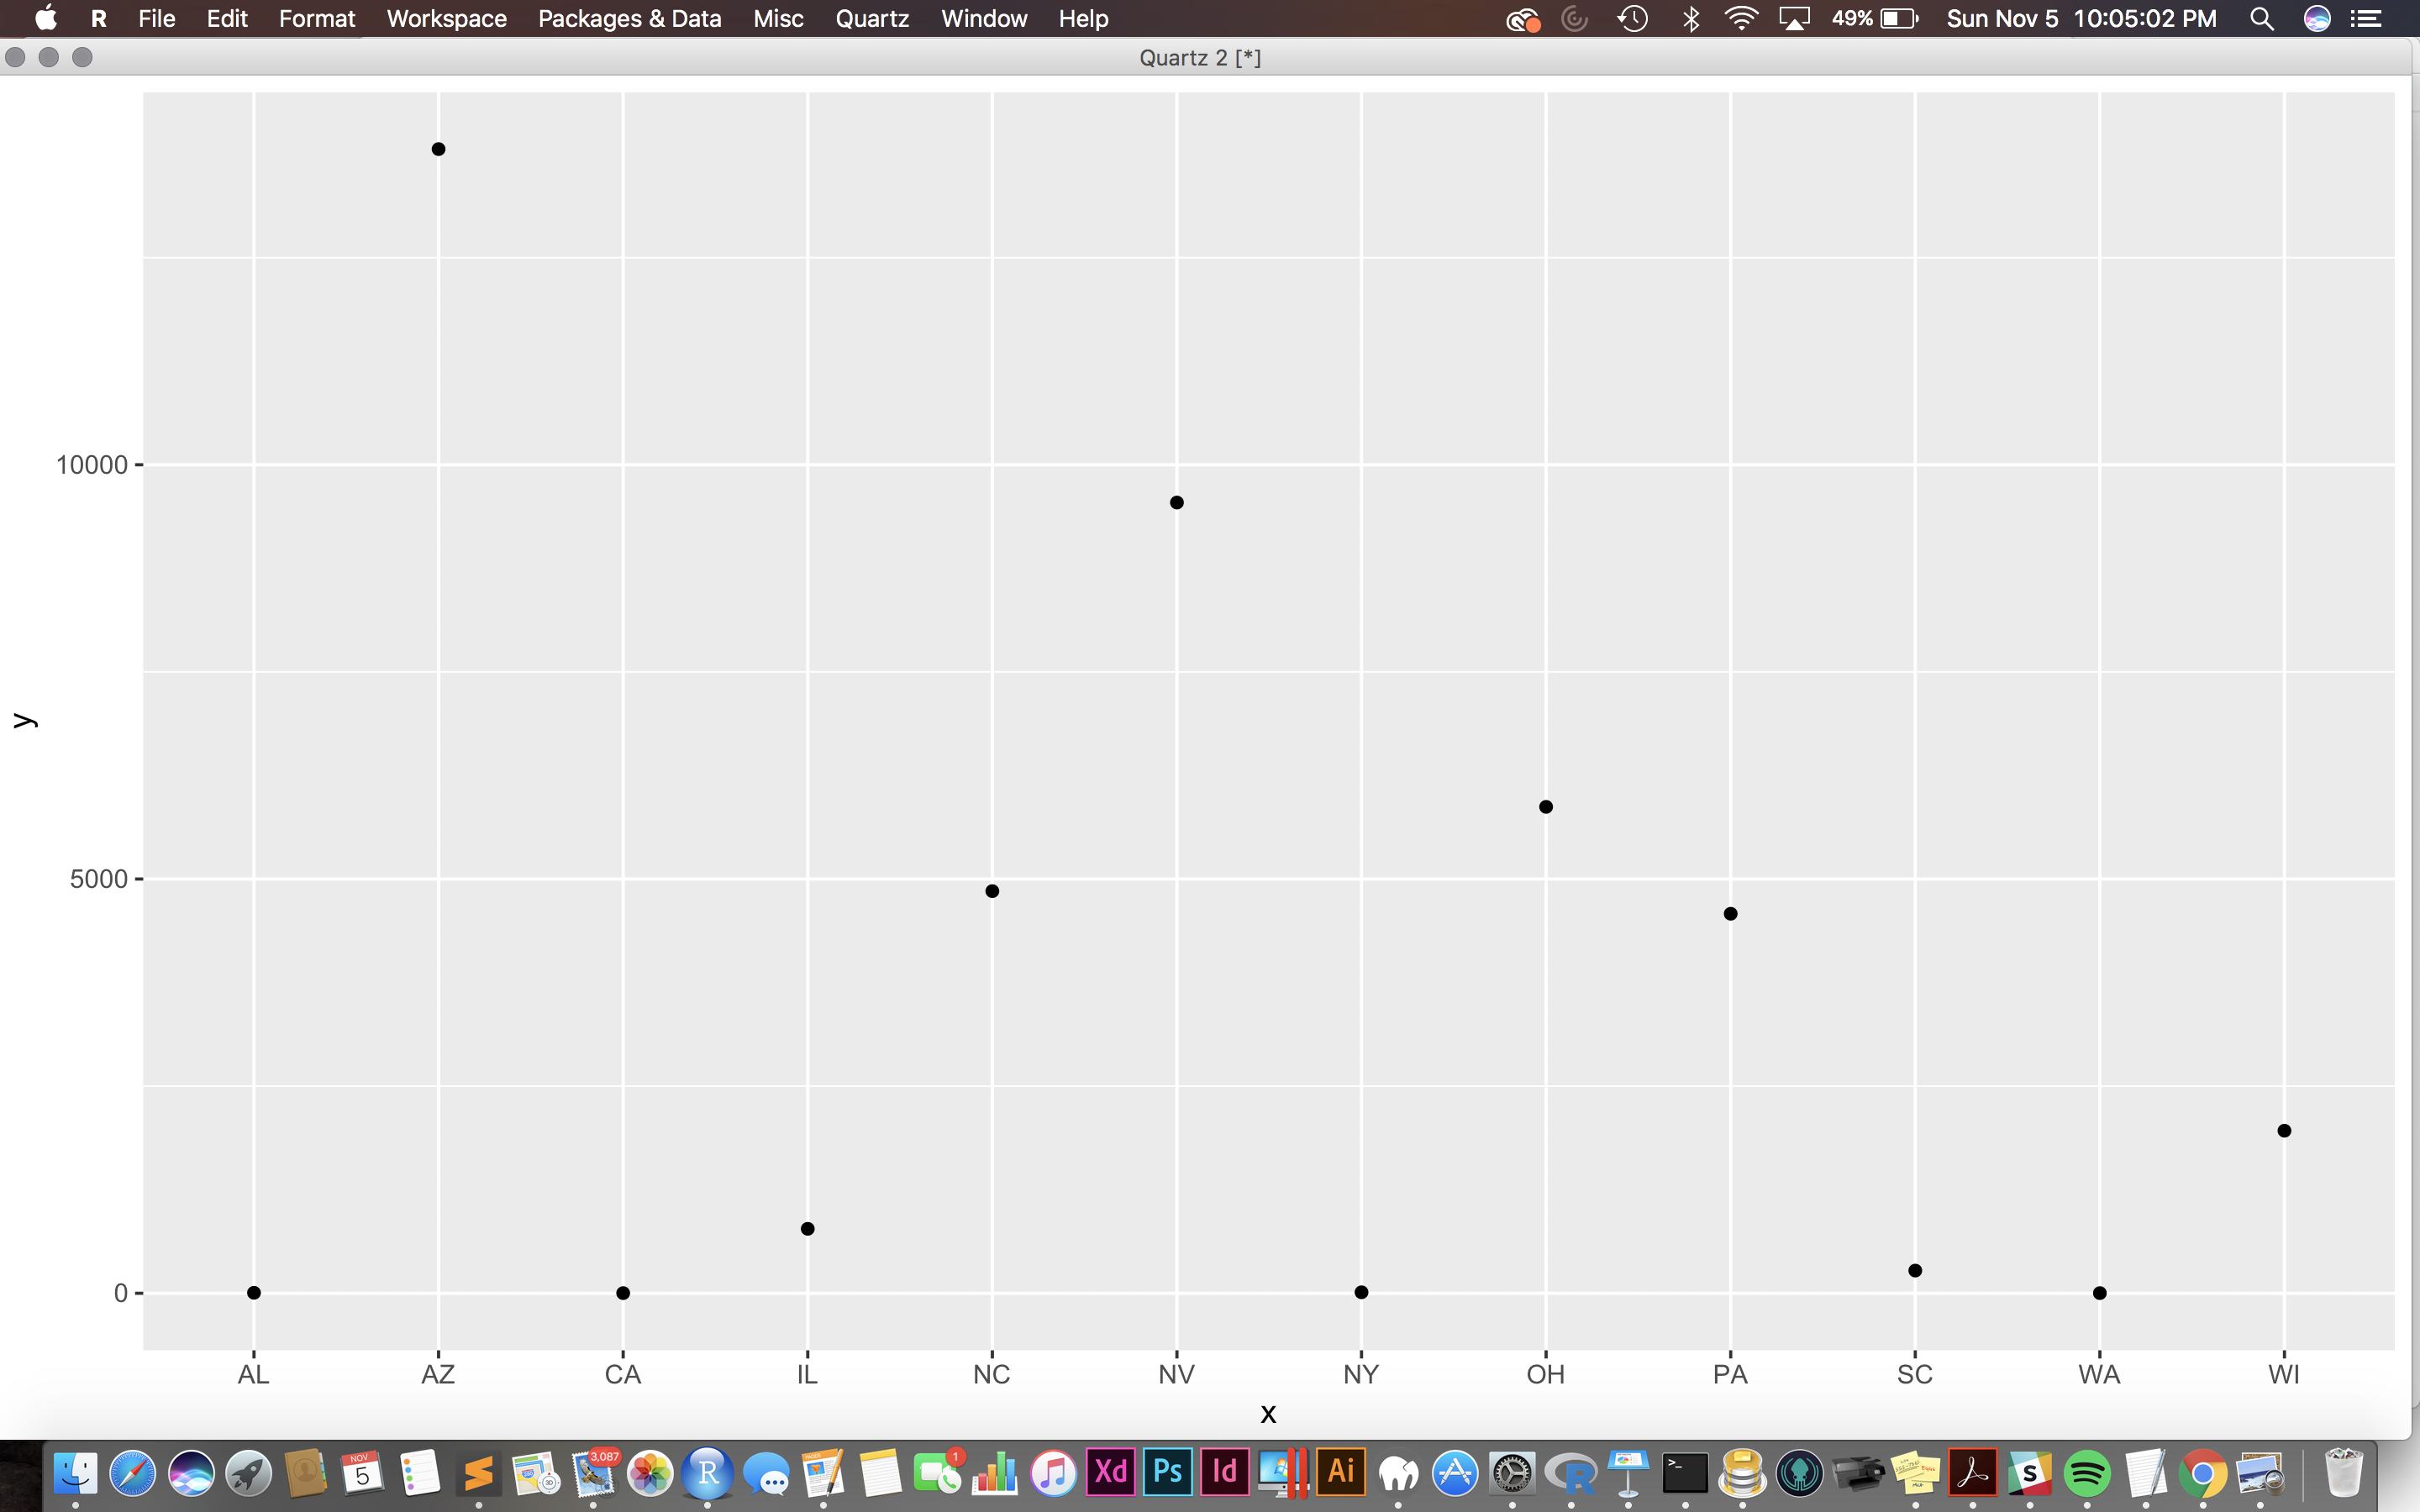 R File Edit Format Workspace Packages & Data Misc Quartz Window Help 49% Sun Nov 5 10:05:02 PM
Quartz 2 [*]
10000
5000
0
y
AL AZ CA IL NC NV NY OH PA SC WA WI
x
NOV
5
3D
3,087
R
1
Xd
Ps
Id
Ai
R
>_
S